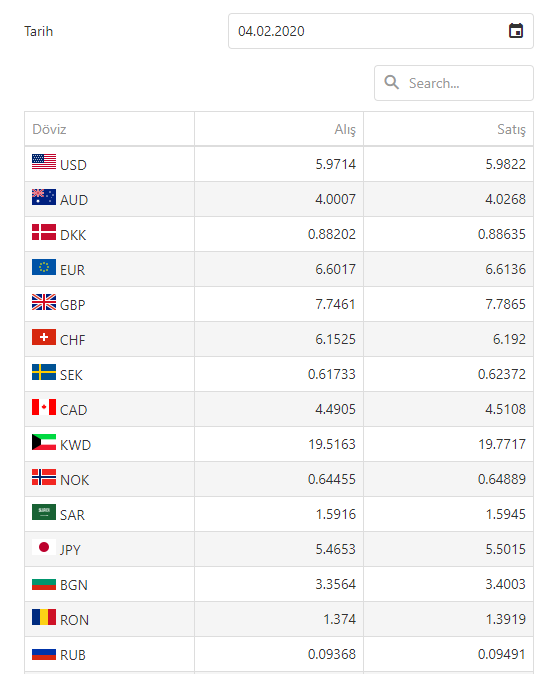 Tarih 04.02.2020
Search...
Döviz Alış Satış
USD 5.9714 5.9822
AUD 4.0007 4.0268
DKK 0.88202 0.88635
EUR 6.6017 6.6136
GBP 7.7461 7.7865
CHF 6.1525 6.192
SEK 0.61733 0.62372
CAD 4.4905 4.5108
KWD 19.5163 19.7717
NOK 0.64455 0.64889
SAR 1.5916 1.5945
JPY 5.4653 5.5015
BGN 3.3564 3.4003
RON 1.374 1.3919
RUB 0.09368 0.09491